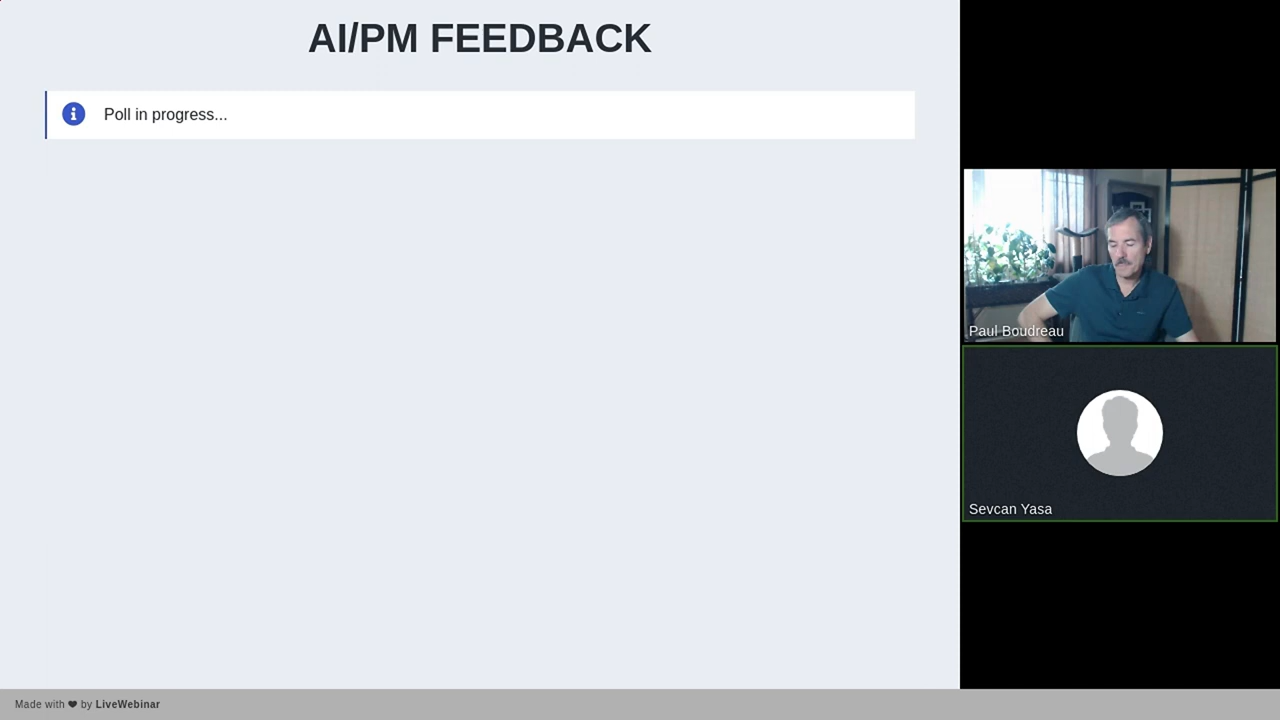 AI/PM FEEDBACK
Poll in progress...
Paul Boudreau
Sevcan Yasa
Made with ❤ by LiveWebinar